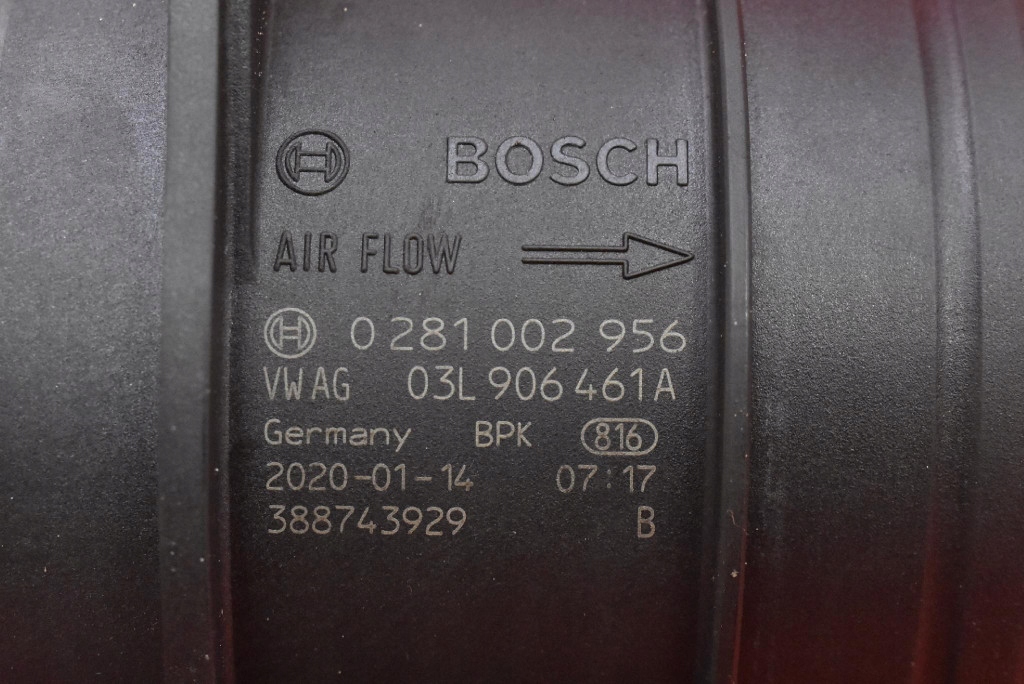 BOSCH
AIR FLOW
0 281 002 956
VW AG 03L 906 461 A
Germany BPK 816
2020-01-14 07:17
388743929 B